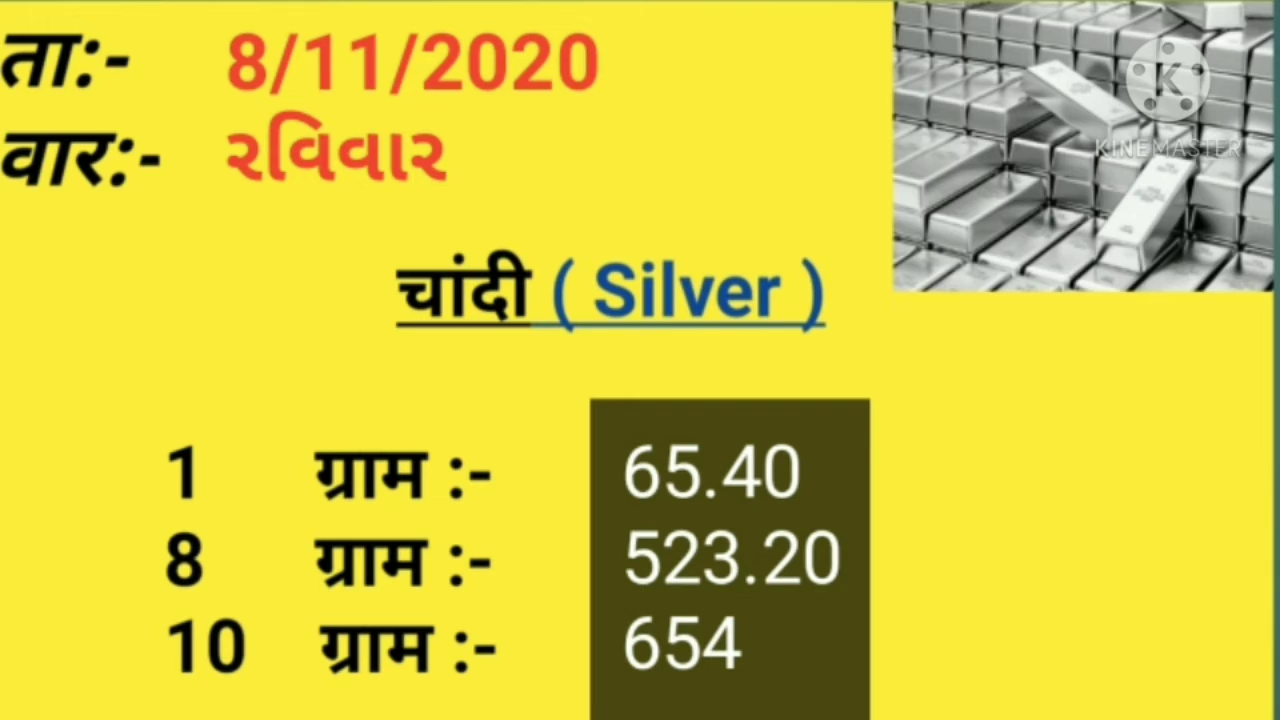 ता:- 8/11/2020
वार:- રવિવાર
KINEMASTER
चांदी ( Silver )
1 ग्राम :- 65.40
8 ग्राम :- 523.20
10 ग्राम :- 654